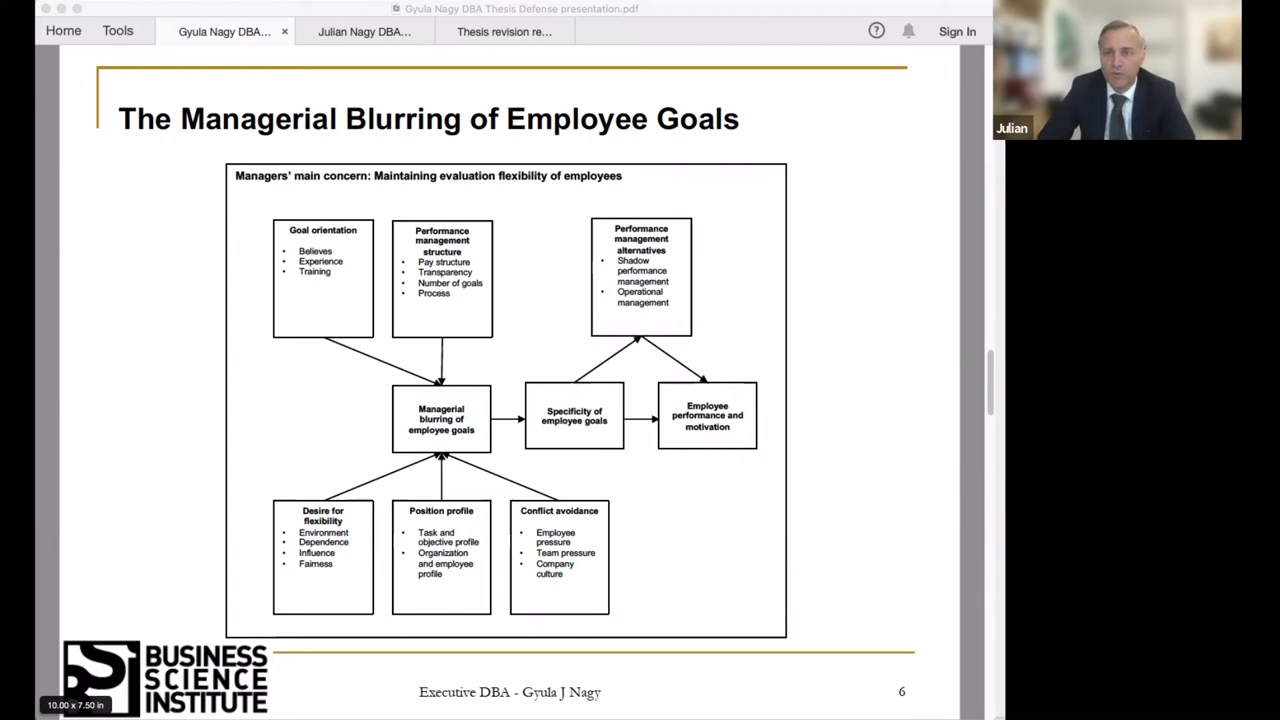 Gyula Nagy DBA Thesis Defense presentation.pdf
Home Tools Gyula Nagy DBA... × Julian Nagy DBA... Thesis revision re... ? Sign In
Julian
The Managerial Blurring of Employee Goals
Managers' main concern: Maintaining evaluation flexibility of employees
Goal orientation
• Believes
• Experience
• Training
Performance
management
structure
• Pay structure
• Transparency
• Number of goals
• Process
Performance
management
alternatives
• Shadow
performance
management
• Operational
management
Managerial
blurring of
employee goals
Specificity of
employee goals
Employee
performance and
motivation
Desire for
flexibility
• Environment
• Dependence
• Influence
• Fairness
Position profile
• Task and
objective profile
• Organization
and employee
profile
Conflict avoidance
• Employee
pressure
• Team pressure
• Company
culture
BUSINESS
SCIENCE
INSTITUTE
10.00 x 7.50 in
Executive DBA - Gyula J Nagy
6